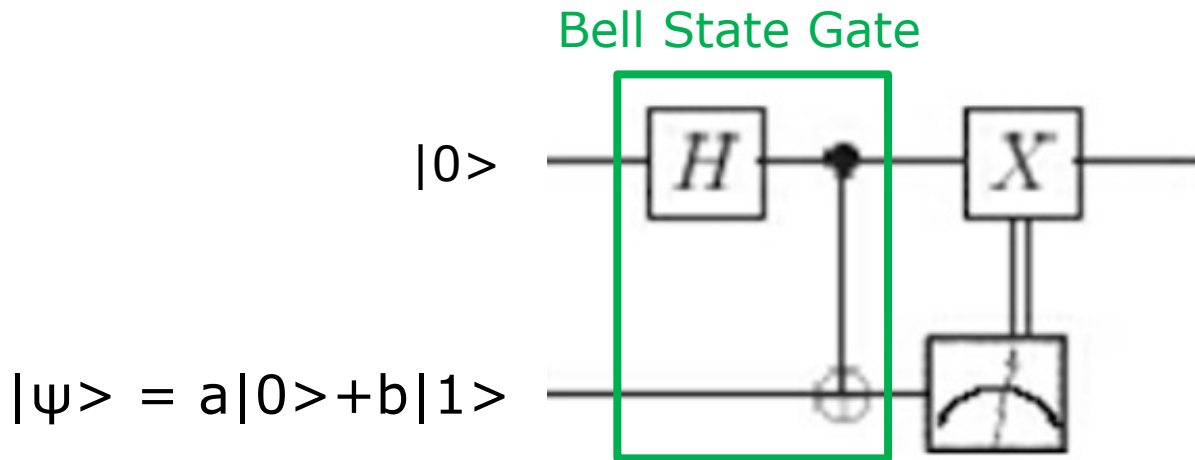 Bell State Gate
|0>
H
X
|ψ> = a|0>+b|1>